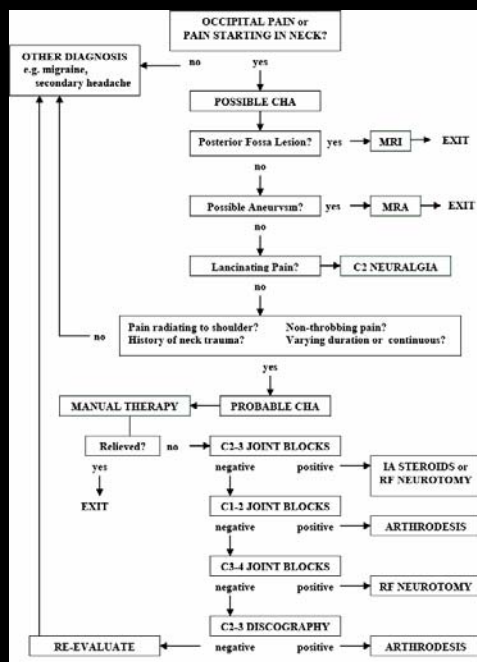 OCCIPITAL PAIN or
PAIN STARTING IN NECK?
OTHER DIAGNOSIS
e.g. migraine,
secondary headache
no
yes
POSSIBLE CHA
Posterior Fossa Lesion?
yes
MRI
EXIT
no
Possible Aneurysm?
yes
MRA
EXIT
no
Lancinating Pain?
C2 NEURALGIA
no
Pain radiating to shoulder? Non-throbbing pain?
History of neck trauma? Varying duration or continuous?
no
yes
MANUAL THERAPY
PROBABLE CHA
Relieved?
no
C2-3 JOINT BLOCKS
yes
negative
positive
IA STEROIDS or
RF NEUROTOMY
EXIT
C1-2 JOINT BLOCKS
negative
positive
ARTHRODESIS
C3-4 JOINT BLOCKS
negative
positive
RF NEUROTOMY
C2-3 DISCOGRAPHY
RE-EVALUATE
negative
positive
ARTHRODESIS